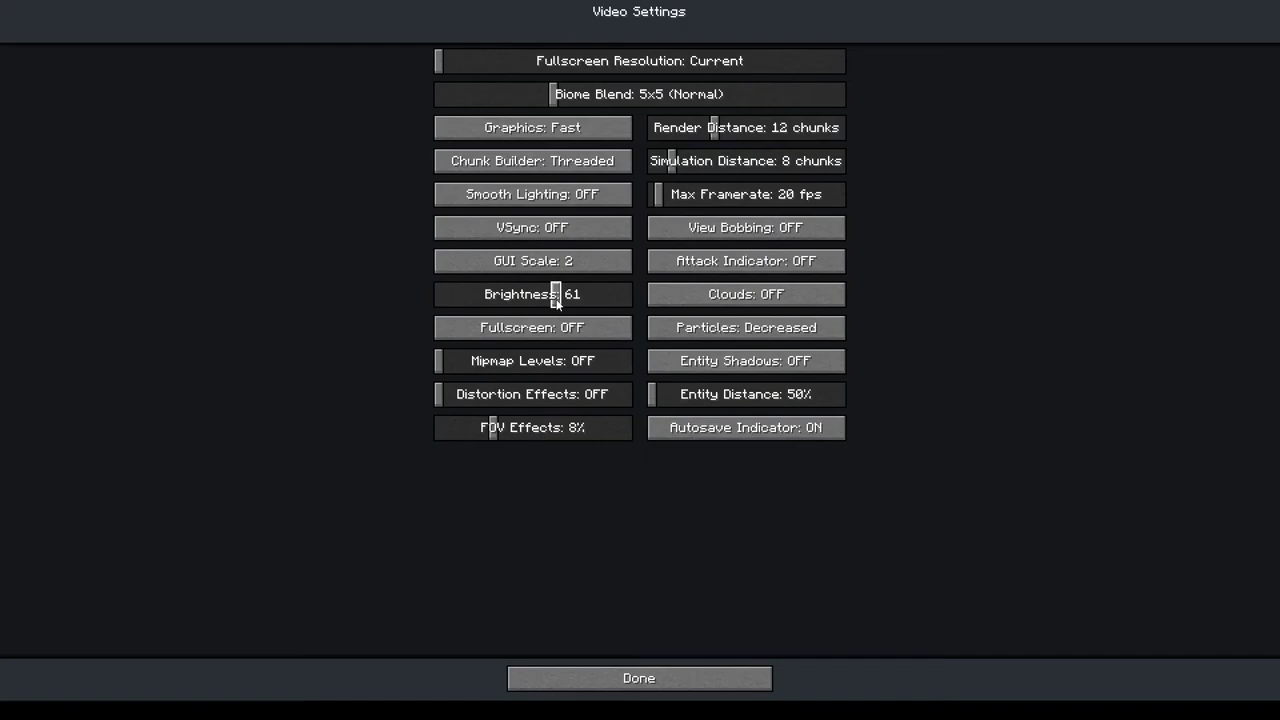 Video Settings
Fullscreen Resolution: Current
Biome Blend: 5x5 (Normal)
Graphics: Fast
Render Distance: 12 chunks
Chunk Builder: Threaded
Simulation Distance: 8 chunks
Smooth Lighting: OFF
Max Framerate: 20 fps
VSync: OFF
View Bobbing: OFF
GUI Scale: 2
Attack Indicator: OFF
Brightness: 61
Clouds: OFF
Fullscreen: OFF
Particles: Decreased
Mipmap Levels: OFF
Entity Shadows: OFF
Distortion Effects: OFF
Entity Distance: 50%
FOV Effects: 8%
Autosave Indicator: ON
Done